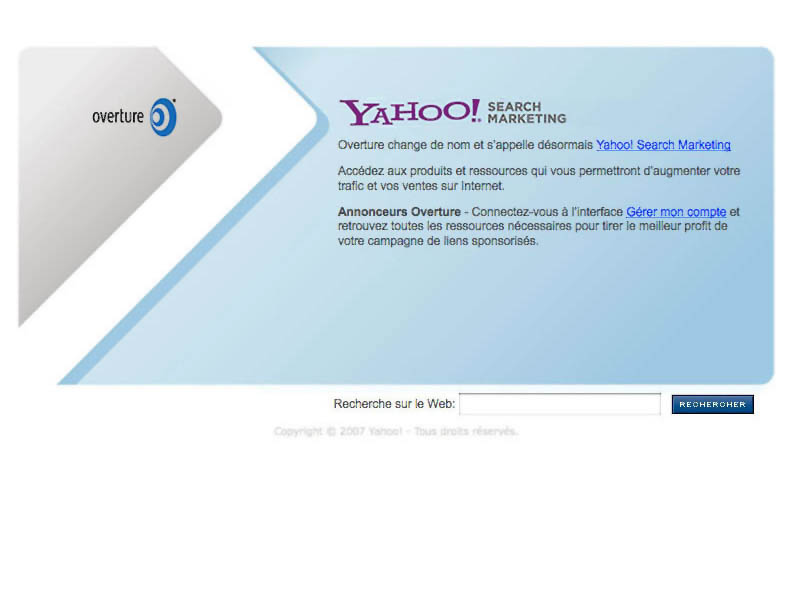 overture
YAHOO! SEARCH
MARKETING
Overture change de nom et s'appelle désormais Yahoo! Search Marketing
Accédez aux produits et ressources qui vous permettront d'augmenter votre
trafic et vos ventes sur Internet.
Annonceurs Overture - Connectez-vous à l'interface Gérer mon compte et
retrouvez toutes les ressources nécessaires pour tirer le meilleur profit de
votre campagne de liens sponsorisés.
Recherche sur le Web: RECHERCHER
Copyright © 2007 Yahoo! - Tous droits réservés.